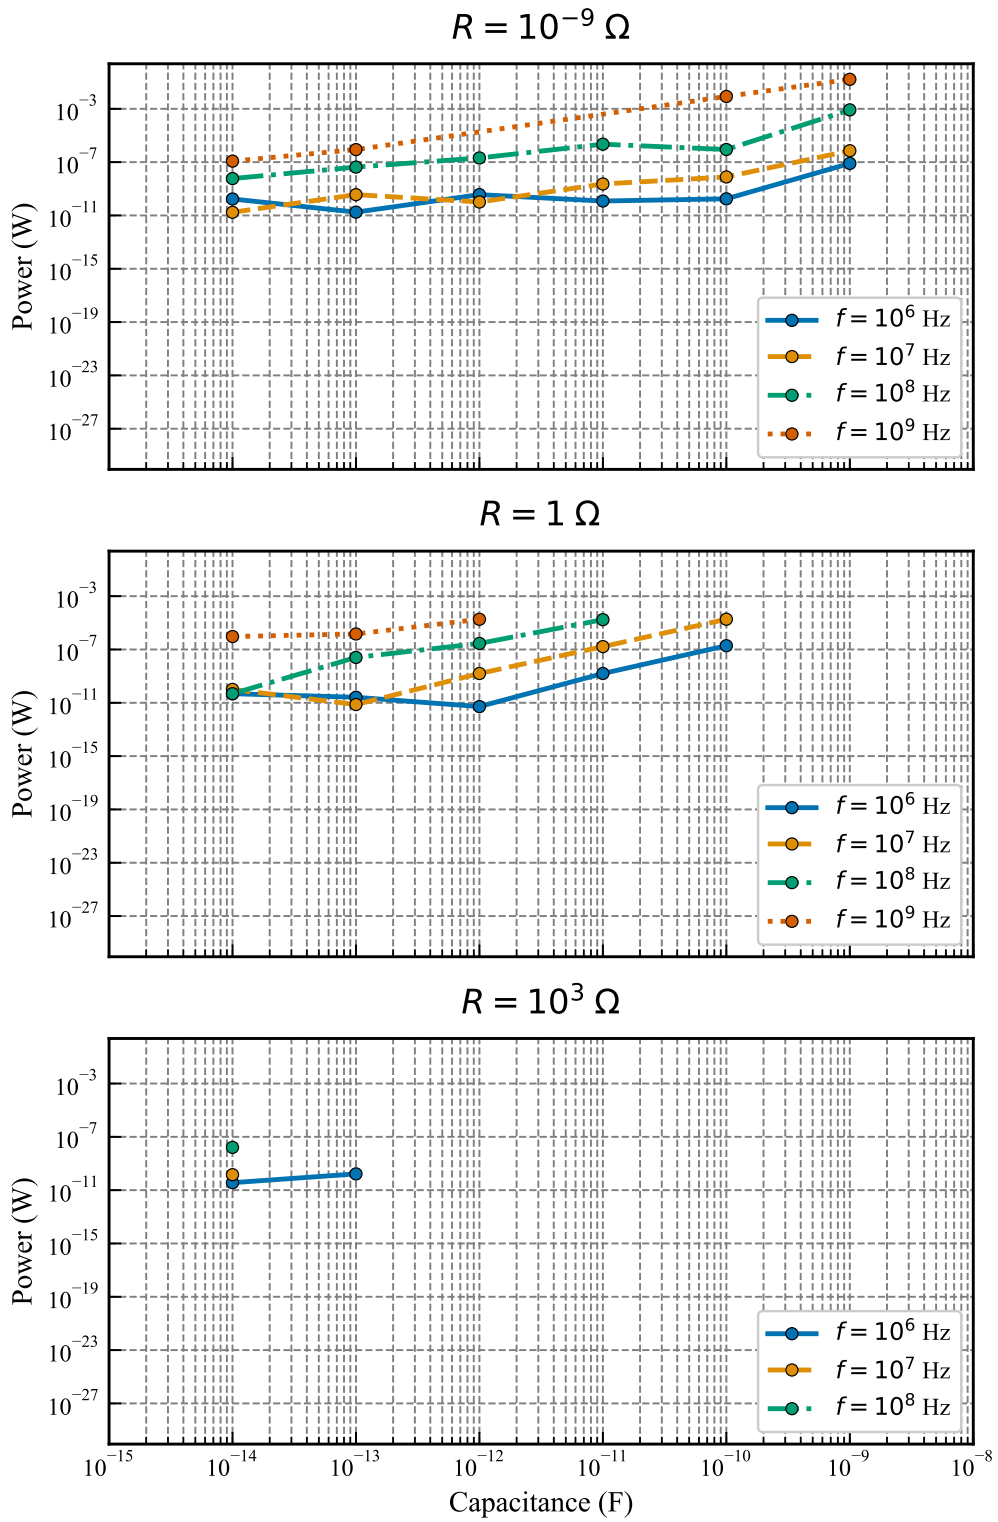 R = 10⁻⁹ Ω
10⁻³
10⁻⁷
10⁻¹¹
10⁻¹⁵
10⁻¹⁹
10⁻²³
10⁻²⁷
Power (W)
f = 10⁶ Hz
f = 10⁷ Hz
f = 10⁸ Hz
f = 10⁹ Hz
R = 1 Ω
10⁻³
10⁻⁷
10⁻¹¹
10⁻¹⁵
10⁻¹⁹
10⁻²³
10⁻²⁷
Power (W)
f = 10⁶ Hz
f = 10⁷ Hz
f = 10⁸ Hz
f = 10⁹ Hz
R = 10³ Ω
10⁻³
10⁻⁷
10⁻¹¹
10⁻¹⁵
10⁻¹⁹
10⁻²³
10⁻²⁷
Power (W)
f = 10⁶ Hz
f = 10⁷ Hz
f = 10⁸ Hz
10⁻¹⁵ 10⁻¹⁴ 10⁻¹³ 10⁻¹² 10⁻¹¹ 10⁻¹⁰ 10⁻⁹ 10⁻⁸
Capacitance (F)